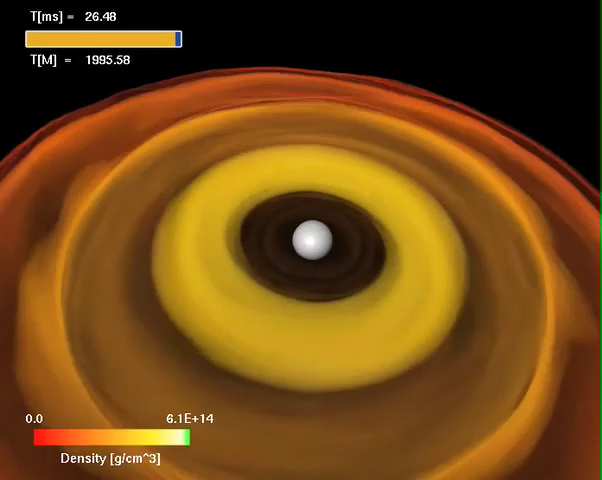 T[ms] = 26.48
T[M] = 1995.58
0.0 6.1E+14
Density [g/cm^3]